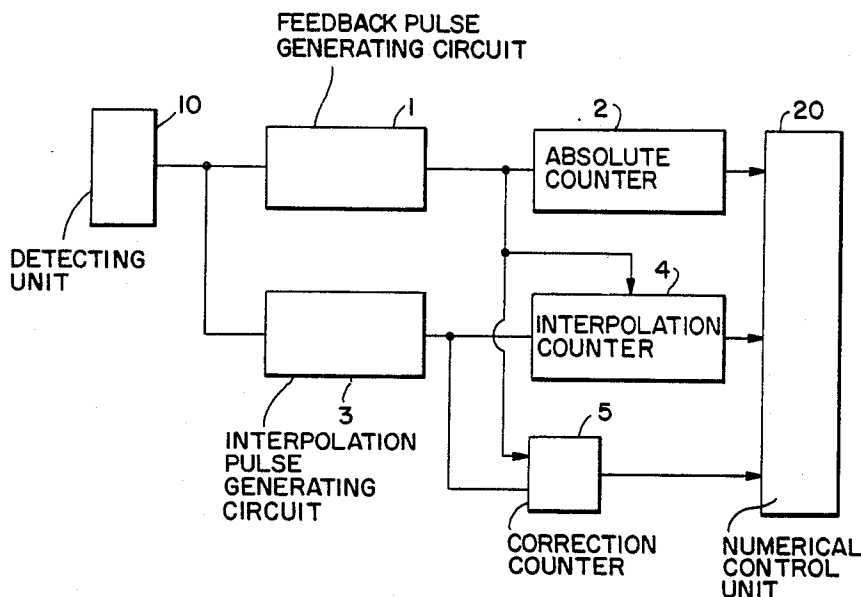 FEEDBACK PULSE
GENERATING CIRCUIT
10
1
2
20
ABSOLUTE
COUNTER
DETECTING
UNIT
4
INTERPOLATION
COUNTER
3
5
INTERPOLATION
PULSE
GENERATING
CIRCUIT
CORRECTION
COUNTER
NUMERICAL
CONTROL
UNIT